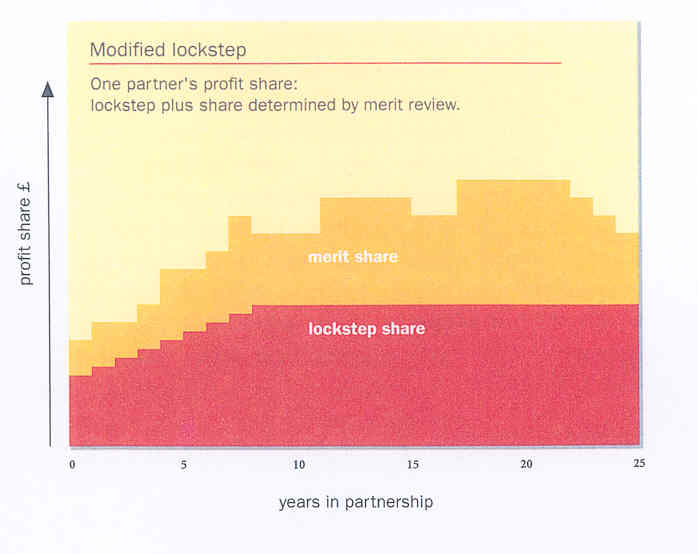 Modified lockstep
One partner's profit share:
lockstep plus share determined by merit review.
profit share £
merit share
lockstep share
0 5 10 15 20 25
years in partnership